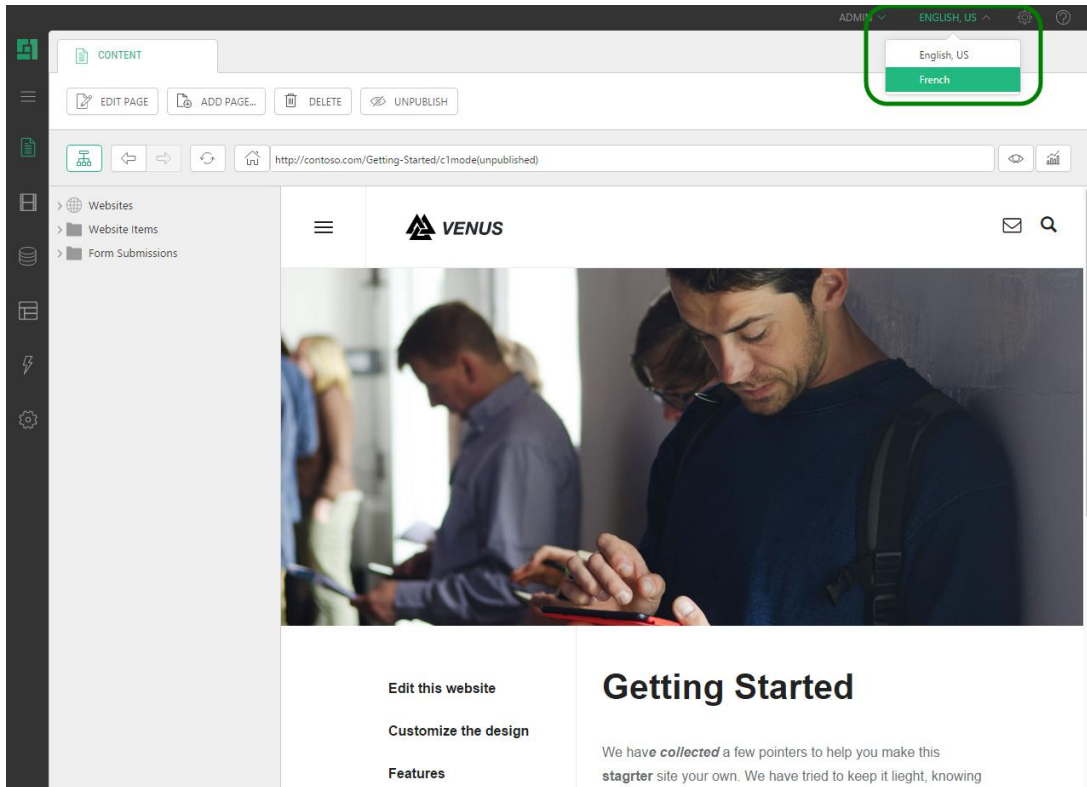 ADMIN ENGLISH, US
English, US
French
CONTENT
EDIT PAGE ADD PAGE... DELETE UNPUBLISH
http://contoso.com/Getting-Started/c1mode(unpublished)
Websites
Website Items
Form Submissions
VENUS
Edit this website
Customize the design
Features
Getting Started
We have collected a few pointers to help you make this
stagrter site your own. We have tried to keep it lieght, knowing